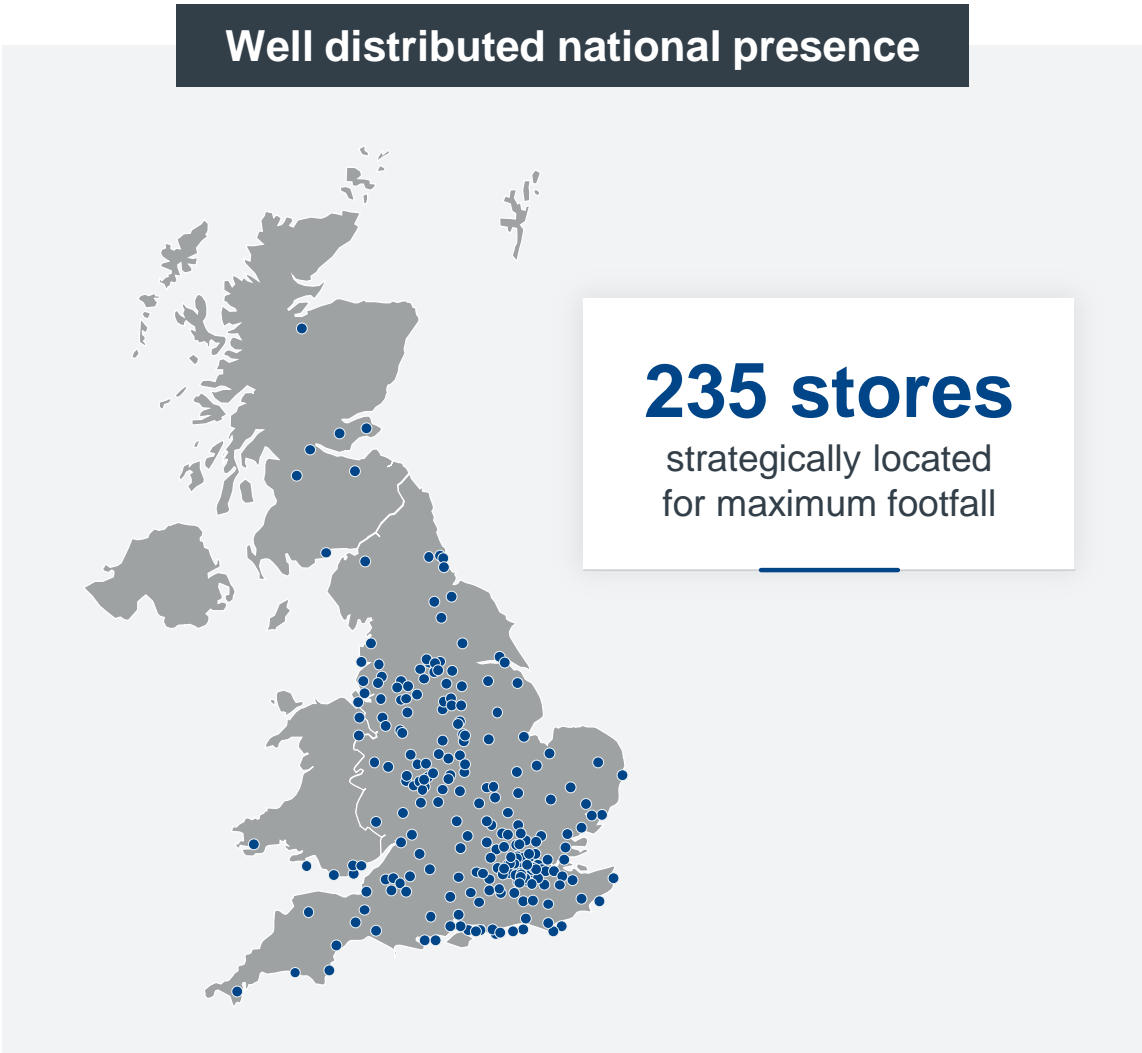 Well distributed national presence
235 stores
strategically located
for maximum footfall